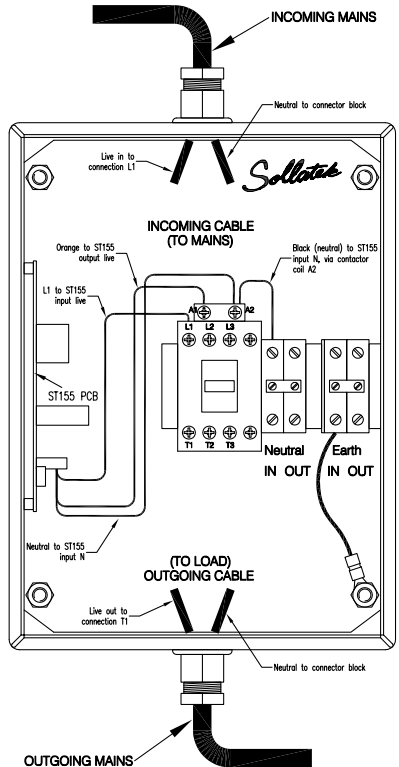 INCOMING MAINS
Neutral to connector block
Live in to
connection L1
Sollatek
INCOMING CABLE
(TO MAINS)
Orange to ST155
output live
Black (neutral) to ST155
input N, via contactor
coil A2
L1 to ST155
input live
A1
A2
L1
L2
L3
ST155 PCB
T1
T2
T3
Neutral
IN OUT
Earth
IN OUT
Neutral to ST155
input N
(TO LOAD)
OUTGOING CABLE
Live out to
connection T1
Neutral to connector block
OUTGOING MAINS